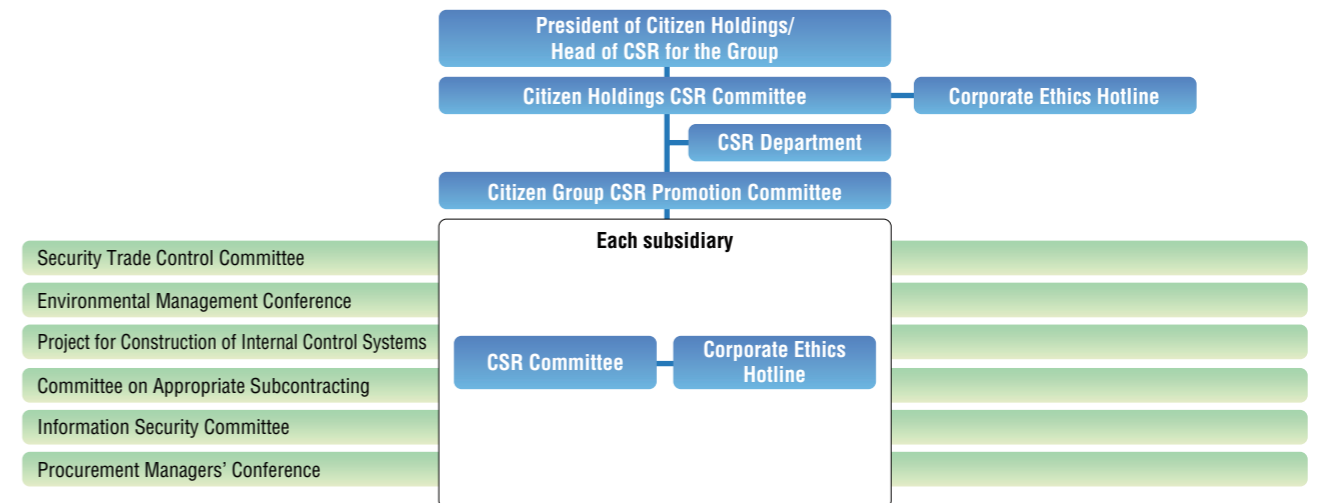 President of Citizen Holdings/
Head of CSR for the Group
Citizen Holdings CSR Committee
Corporate Ethics Hotline
CSR Department
Citizen Group CSR Promotion Committee
Each subsidiary
Security Trade Control Committee
Environmental Management Conference
Project for Construction of Internal Control Systems
CSR Committee
Corporate Ethics
Hotline
Committee on Appropriate Subcontracting
Information Security Committee
Procurement Managers’ Conference